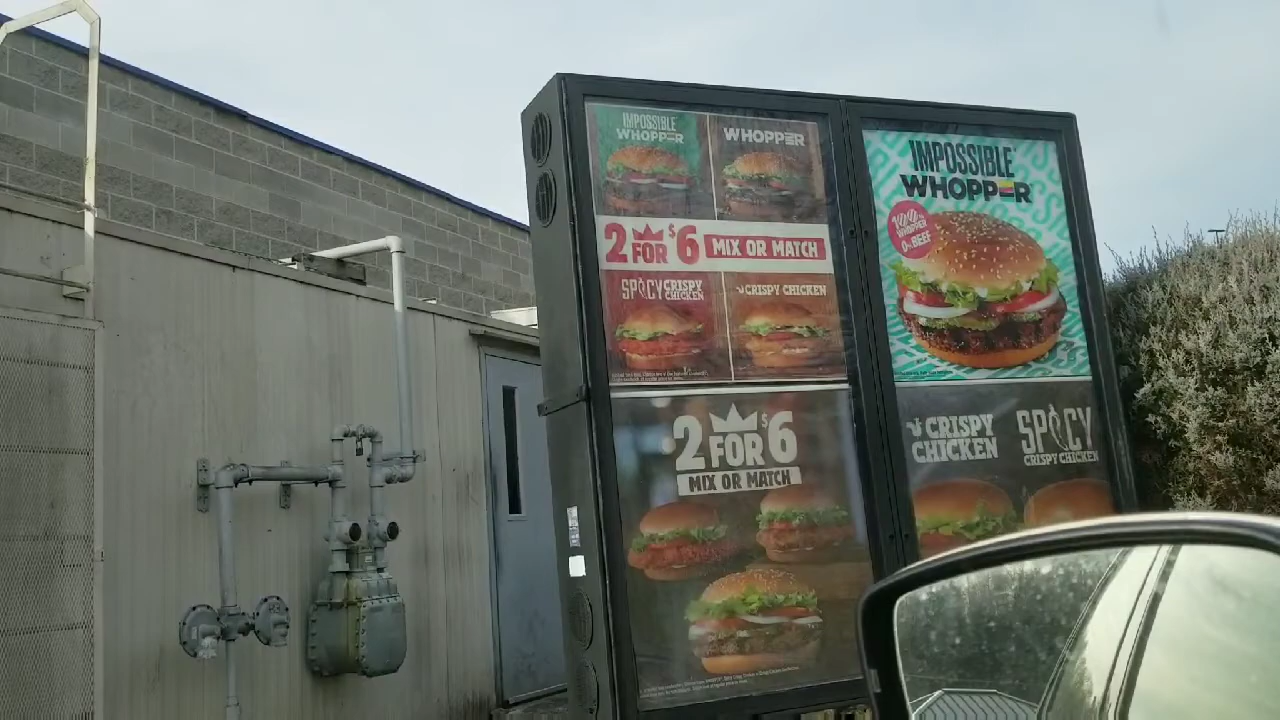 IMPOSSIBLE
WHOPPER
WHOPPER
2 FOR $6 MIX OR MATCH
SPICY CRISPY CHICKEN
CRISPY CHICKEN
2 FOR $6
MIX OR MATCH
IMPOSSIBLE
WHOPPER
100%
WHOPPER
0% BEEF
CRISPY
CHICKEN
SPICY
CRISPY CHICKEN